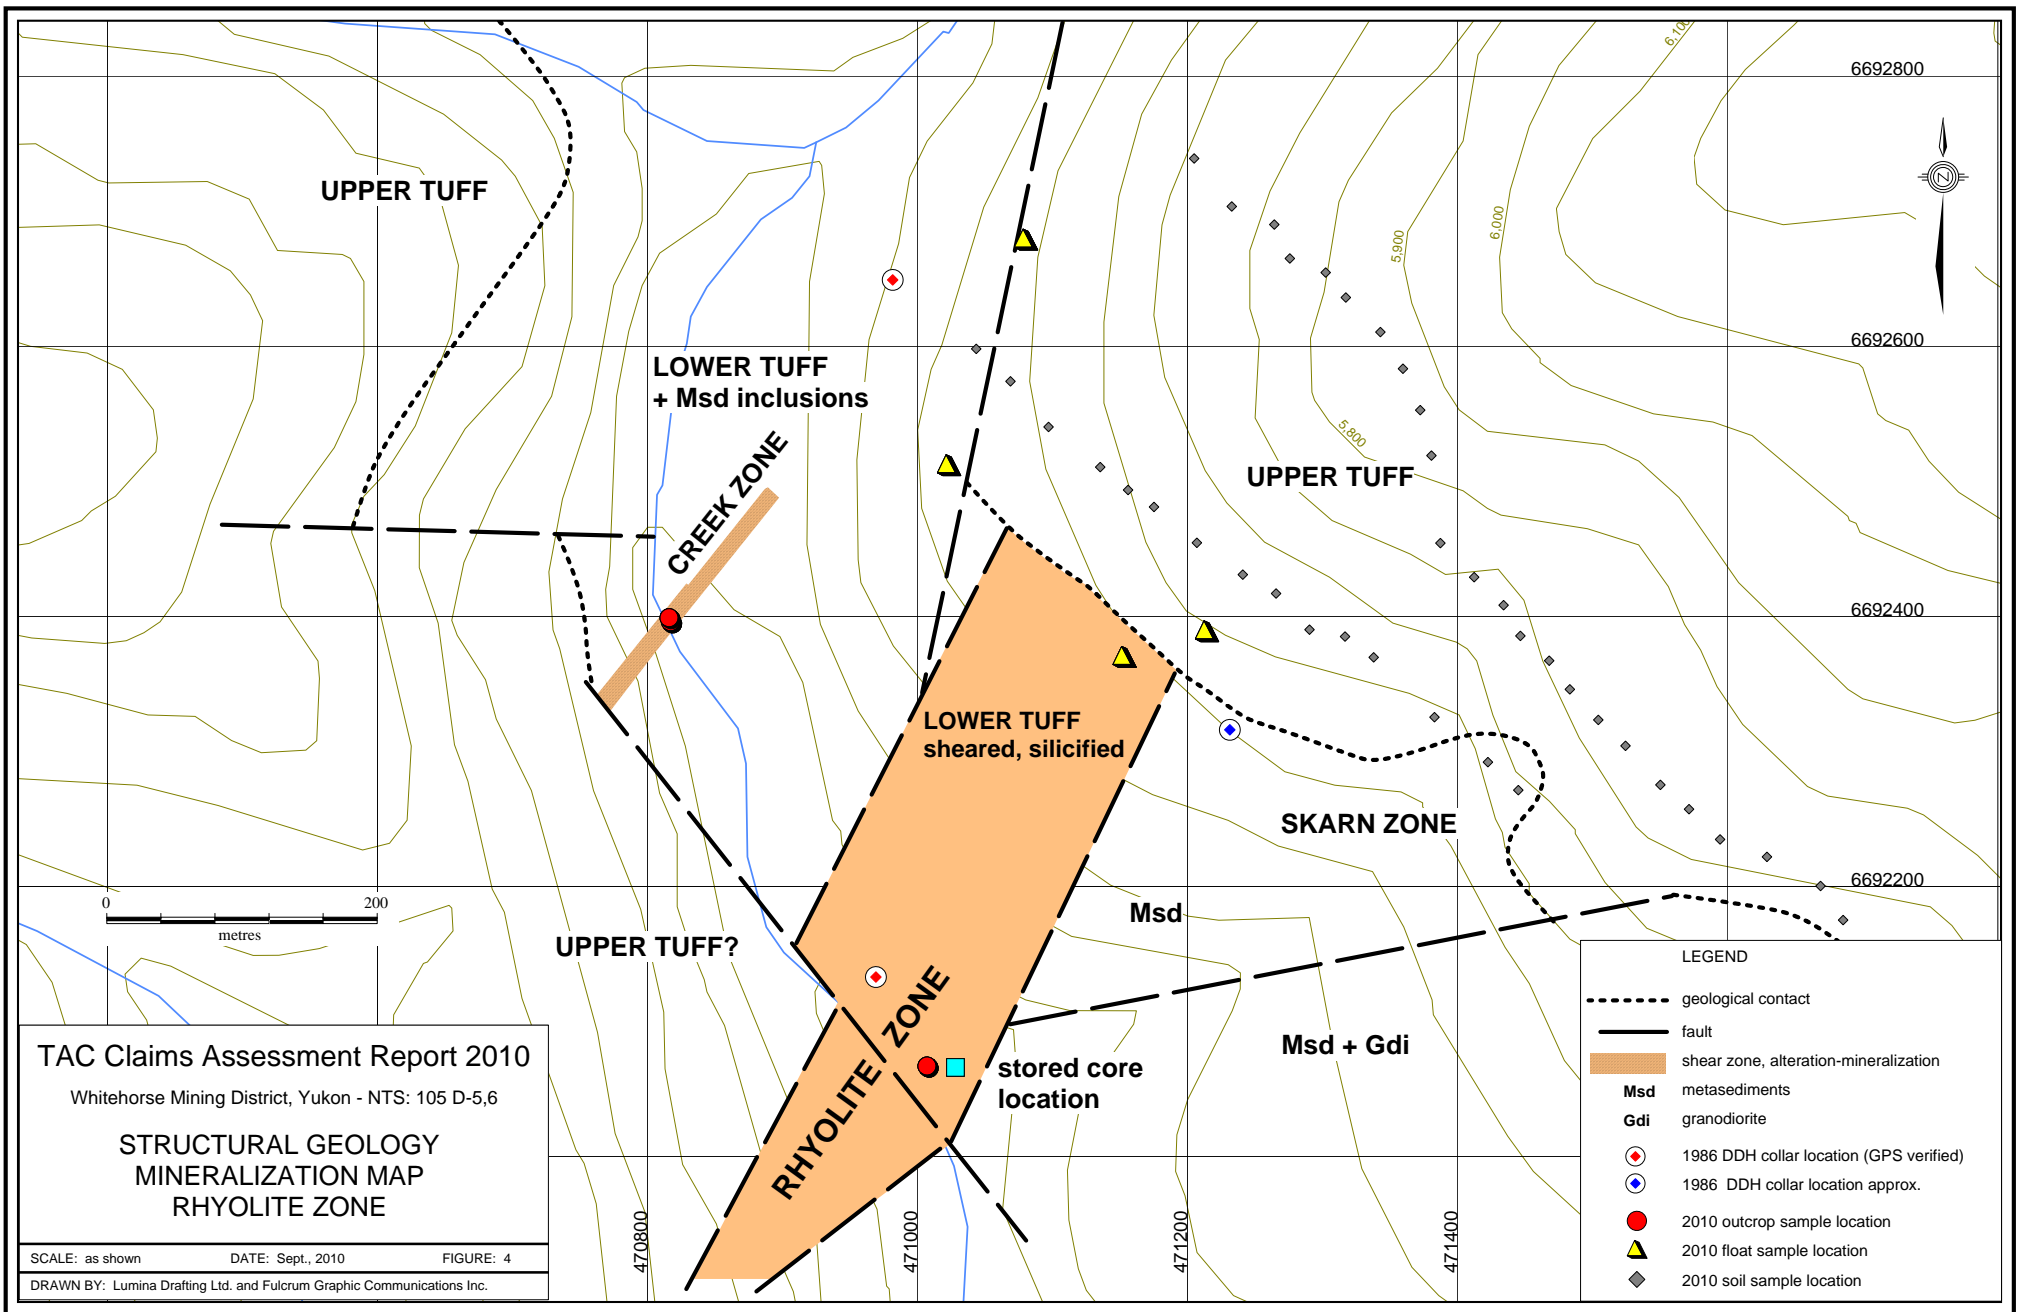 6,100
6692800
UPPER TUFF
N
5,900
6,000
6692600
LOWER TUFF
+ Msd inclusions
5,800
CREEK ZONE
UPPER TUFF
6692400
LOWER TUFF
sheared, silicified
SKARN ZONE
6692200
0 200
metres
Msd
UPPER TUFF?
RHYOLITE ZONE
Msd + Gdi
stored core
location
470800
471000
471200
471400
TAC Claims Assessment Report 2010
Whitehorse Mining District, Yukon - NTS: 105 D-5,6
STRUCTURAL GEOLOGY
MINERALIZATION MAP
RHYOLITE ZONE
SCALE: as shown DATE: Sept., 2010 FIGURE: 4
DRAWN BY: Lumina Drafting Ltd. and Fulcrum Graphic Communications Inc.
LEGEND
geological contact
fault
shear zone, alteration-mineralization
Msd metasediments
Gdi granodiorite
1986 DDH collar location (GPS verified)
1986 DDH collar location approx.
2010 outcrop sample location
2010 float sample location
2010 soil sample location